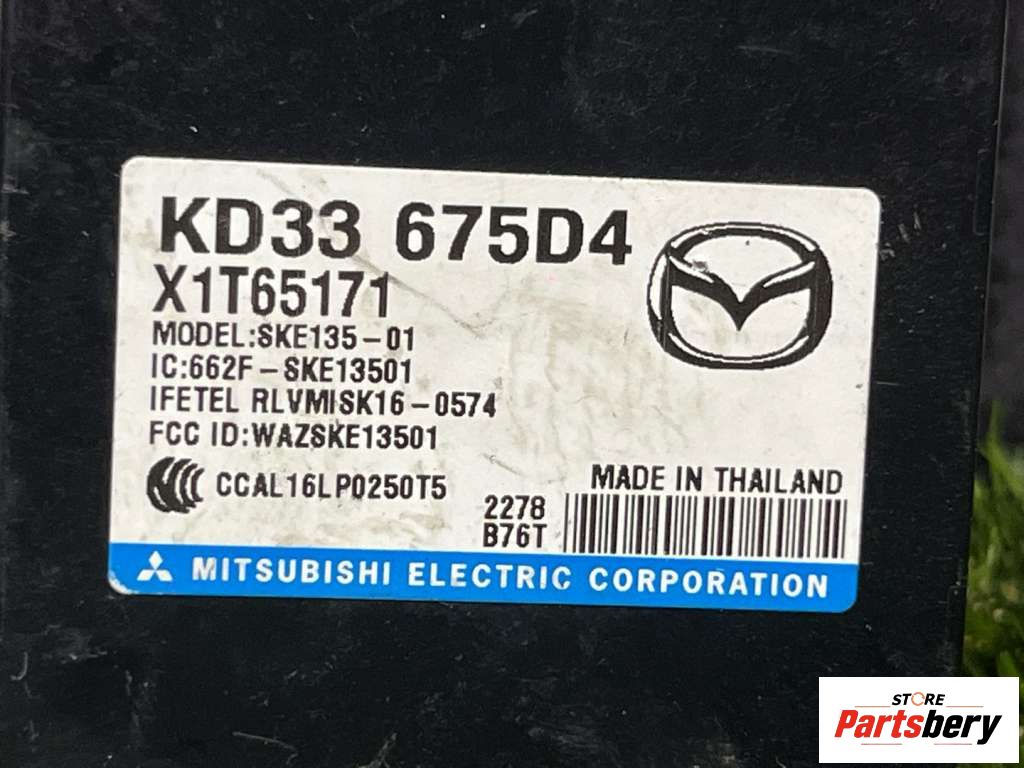 KD33 675D4
X1T65171
MODEL:SKE135-01
IC:662F-SKE13501
IFETEL RLVMISK16-0574
FCC ID:WAZSKE13501
CCAL16LP0250T5
MADE IN THAILAND
2278
B76T
MITSUBISHI ELECTRIC CORPORATION
STORE
Partsbery